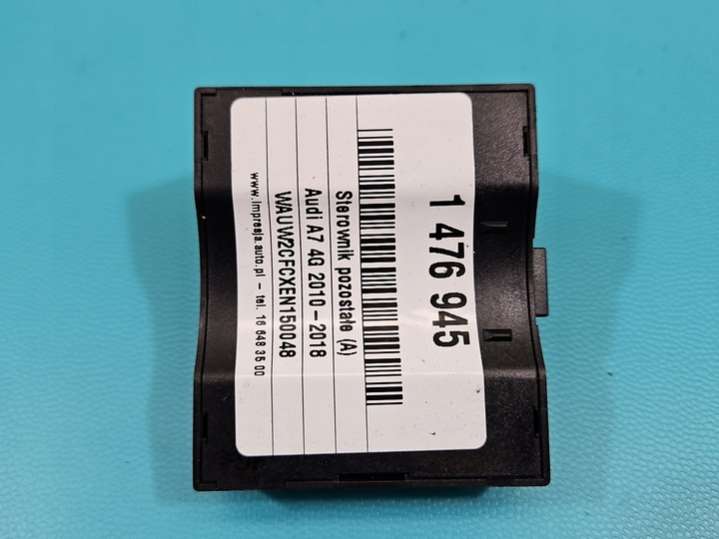 1 476 945
Sterownik pozostałe (A)
Audi A7 4G 2010-2018
WAUW2CFCXEN150048
www.impresja.auto.pl - tel. 16 648 35 00